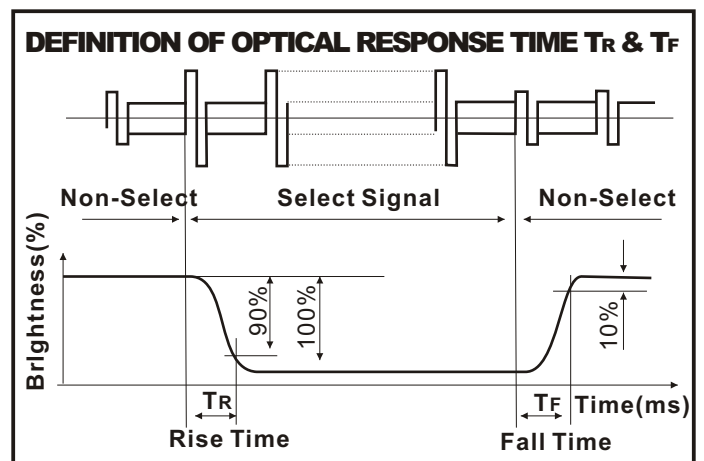 DEFINITION OF OPTICAL RESPONSE TIME TR & TF
Non-Select Select Signal Non-Select
Brightness(%)
90%
100%
10%
TR TF Time(ms)
Rise Time Fall Time